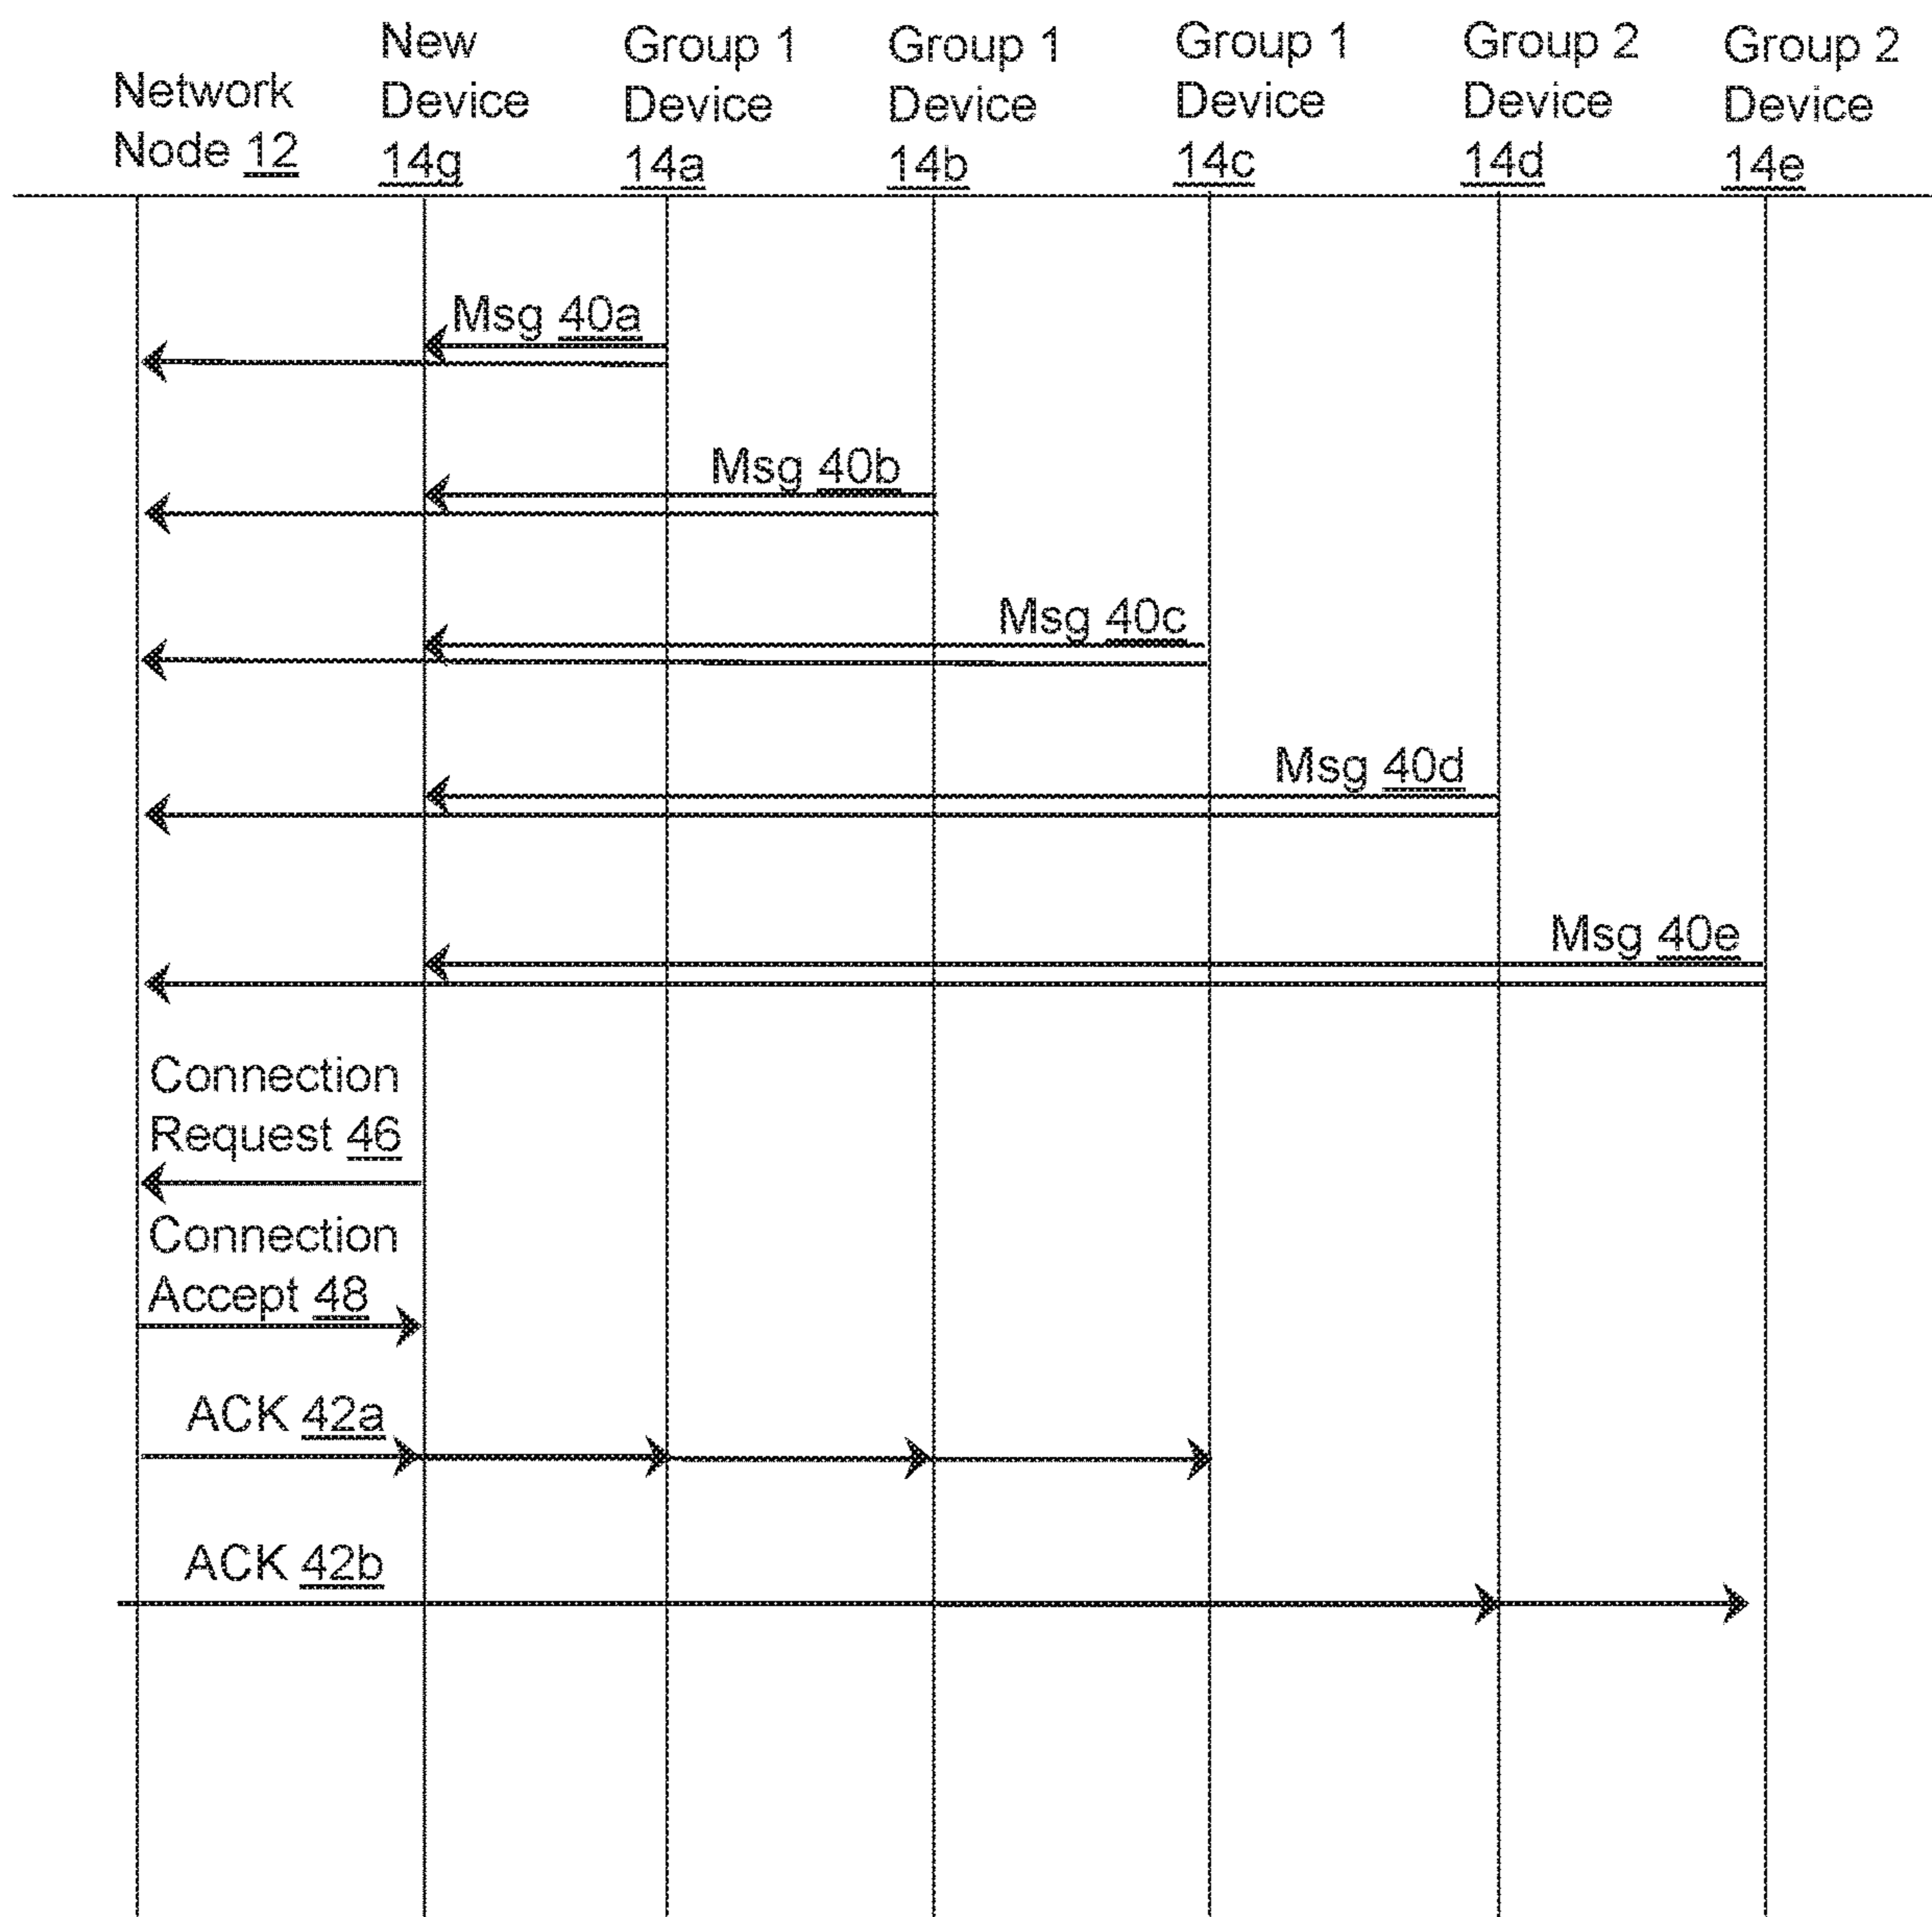 Network
Node 12
New
Device
14g
Group 1
Device
14a
Group 1
Device
14b
Group 1
Device
14c
Group 2
Device
14d
Group 2
Device
14e
Msg 40a
Msg 40b
Msg 40c
Msg 40d
Msg 40e
Connection
Request 46
Connection
Accept 48
ACK 42a
ACK 42b